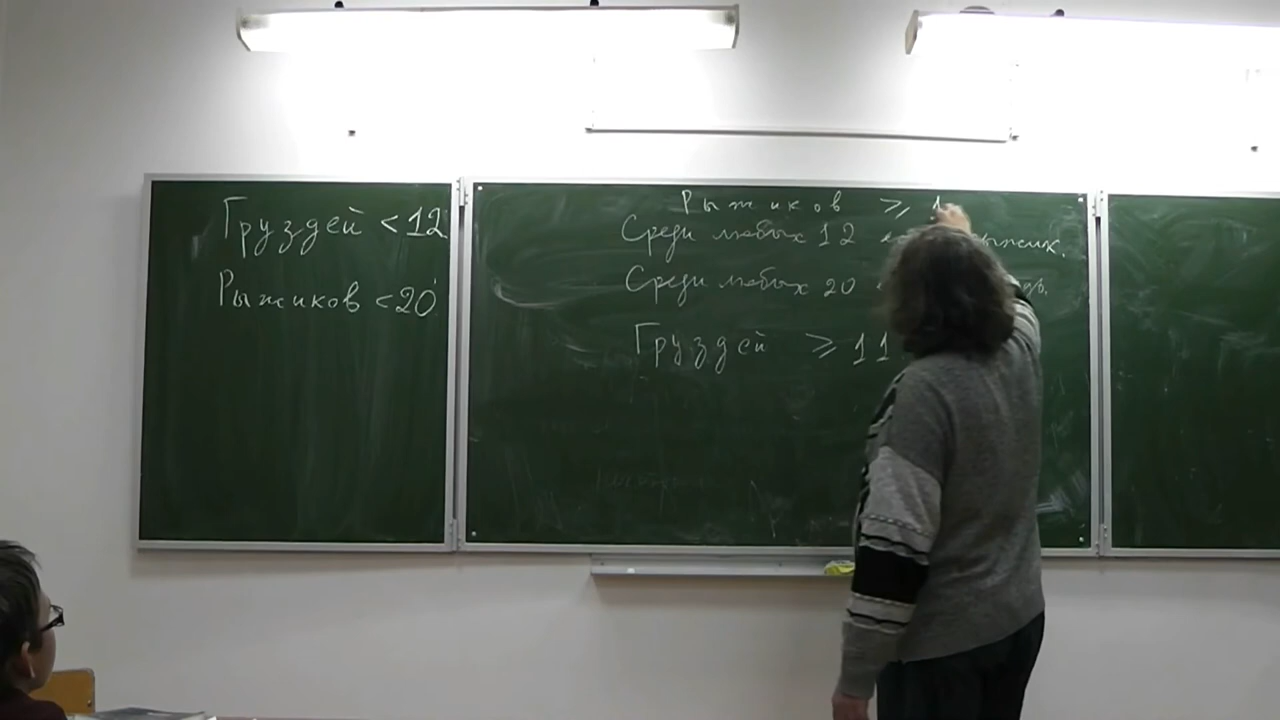 Груздей < 12
Рыжиков < 20
Рыжиков ⩾ 1
Среди любых 12
Среди любых 20
Груздей ⩾ 11